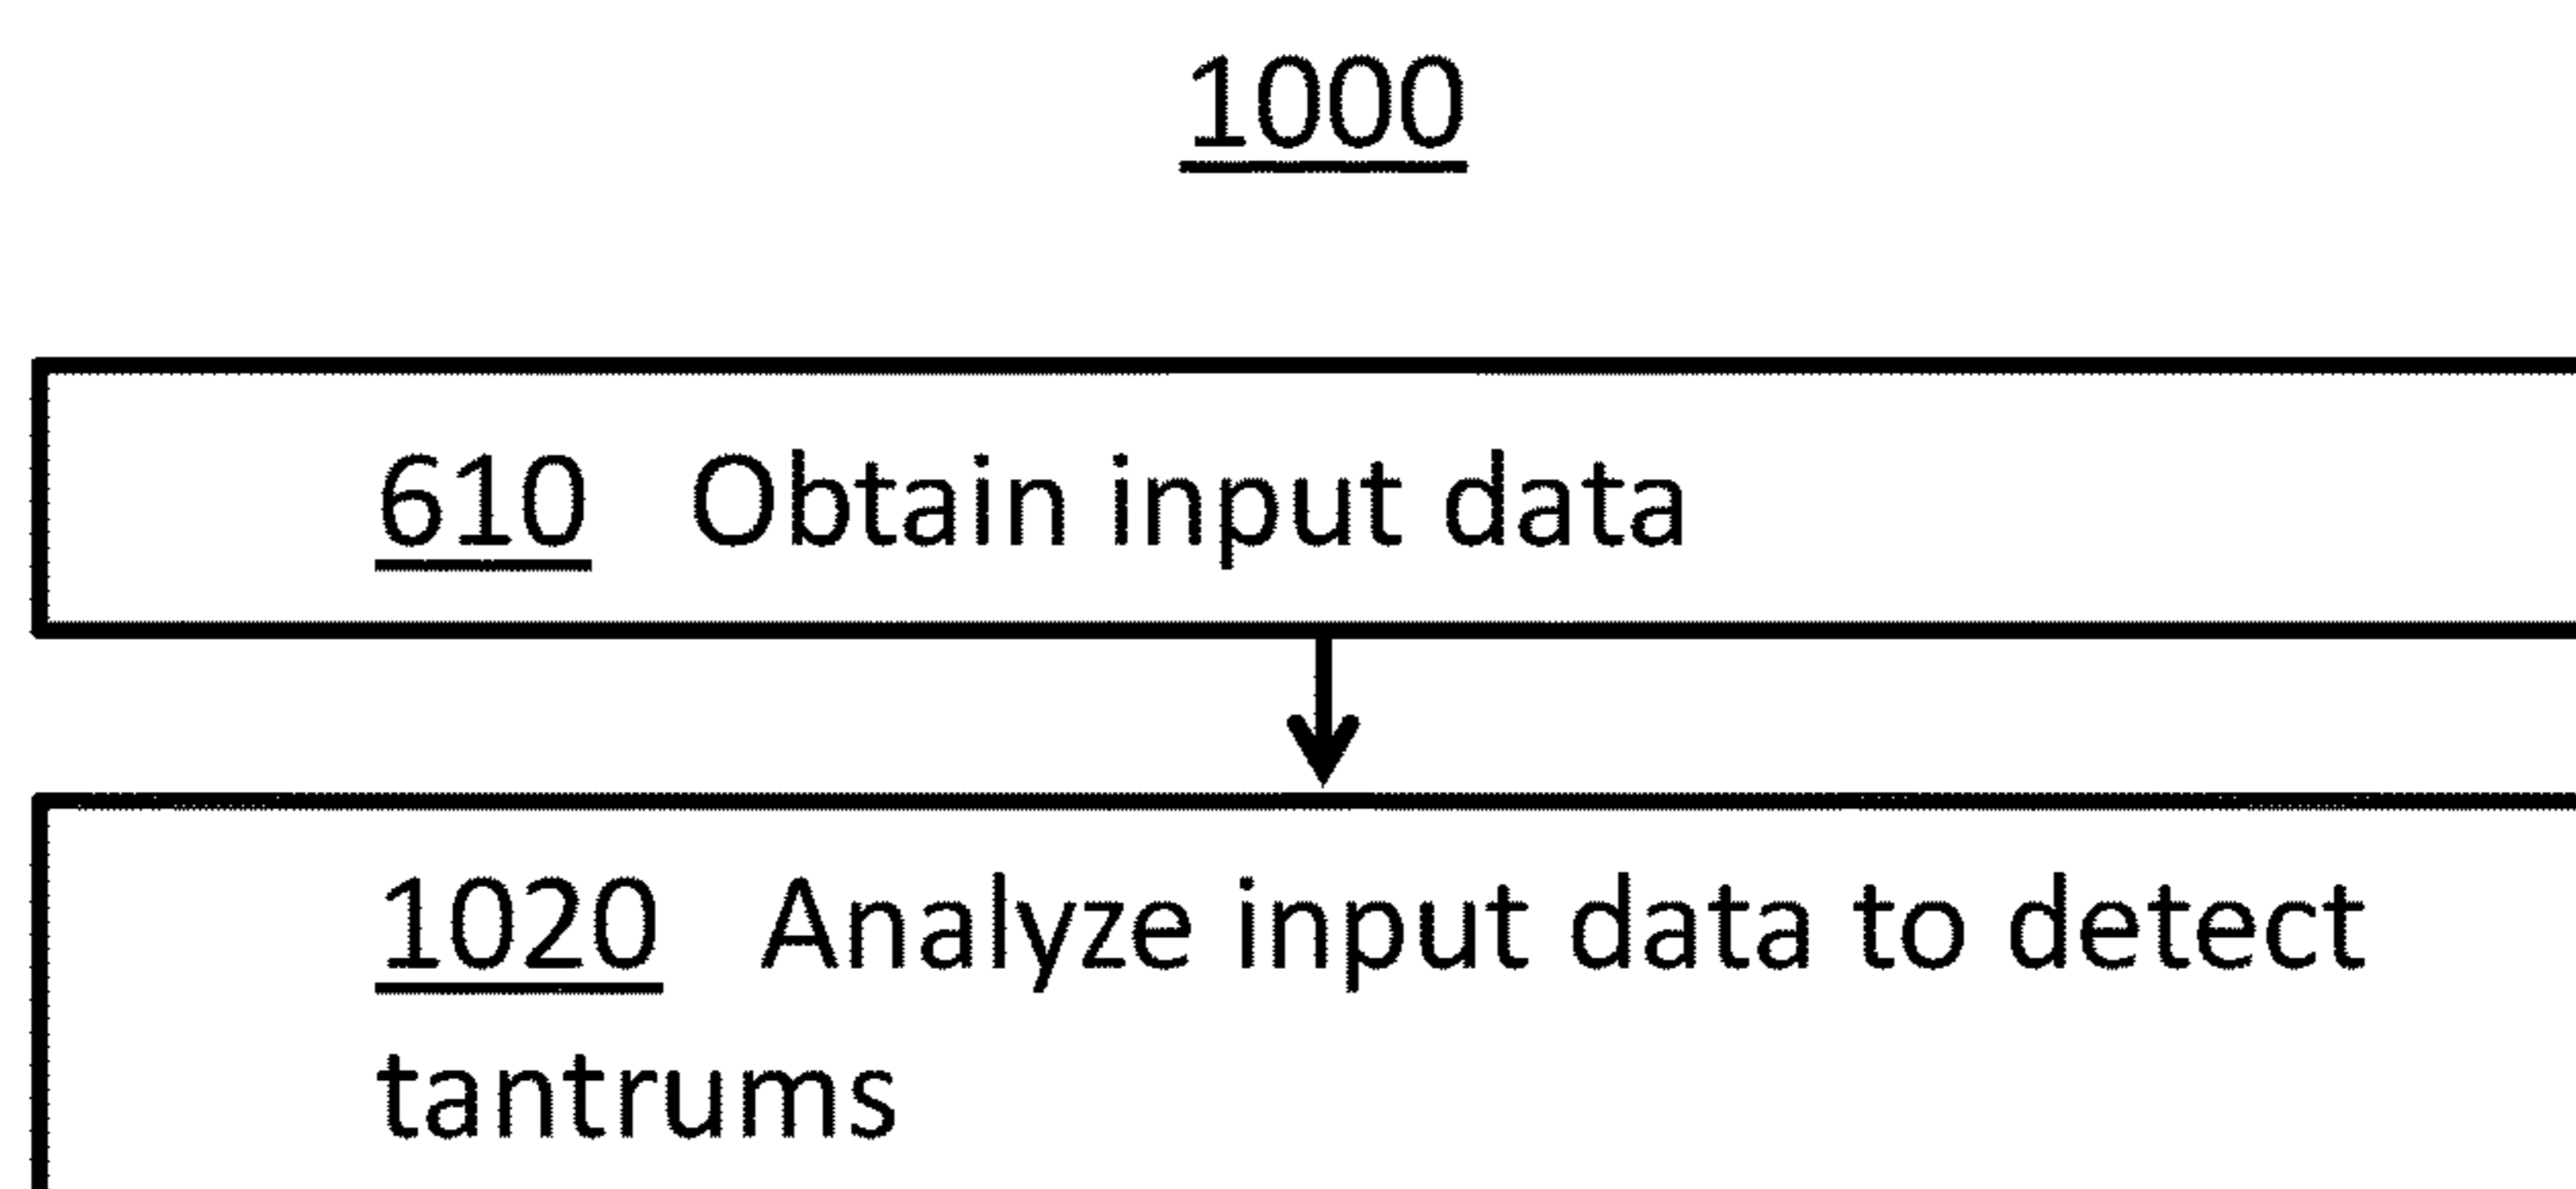 1000
610 Obtain input data
1020 Analyze input data to detect
tantrums